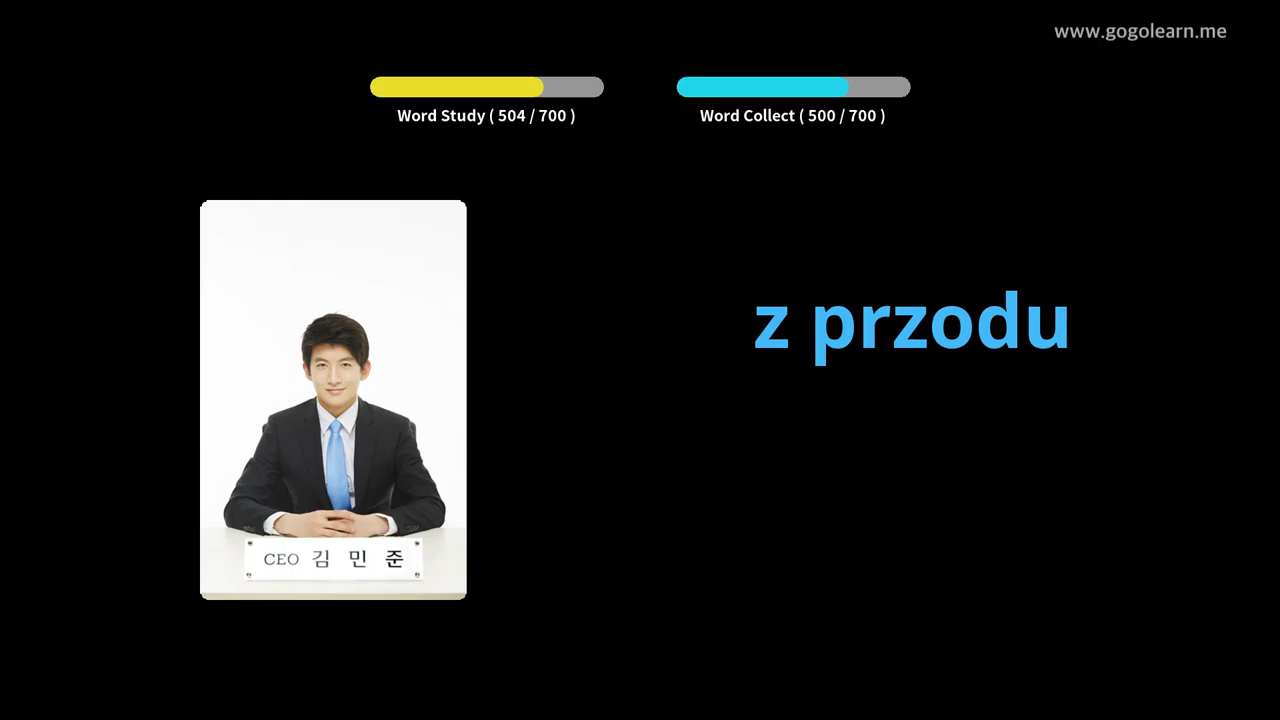 www.gogolearn.me
Word Study ( 504 / 700 )
Word Collect ( 500 / 700 )
z przodu
CEO 김 민 준